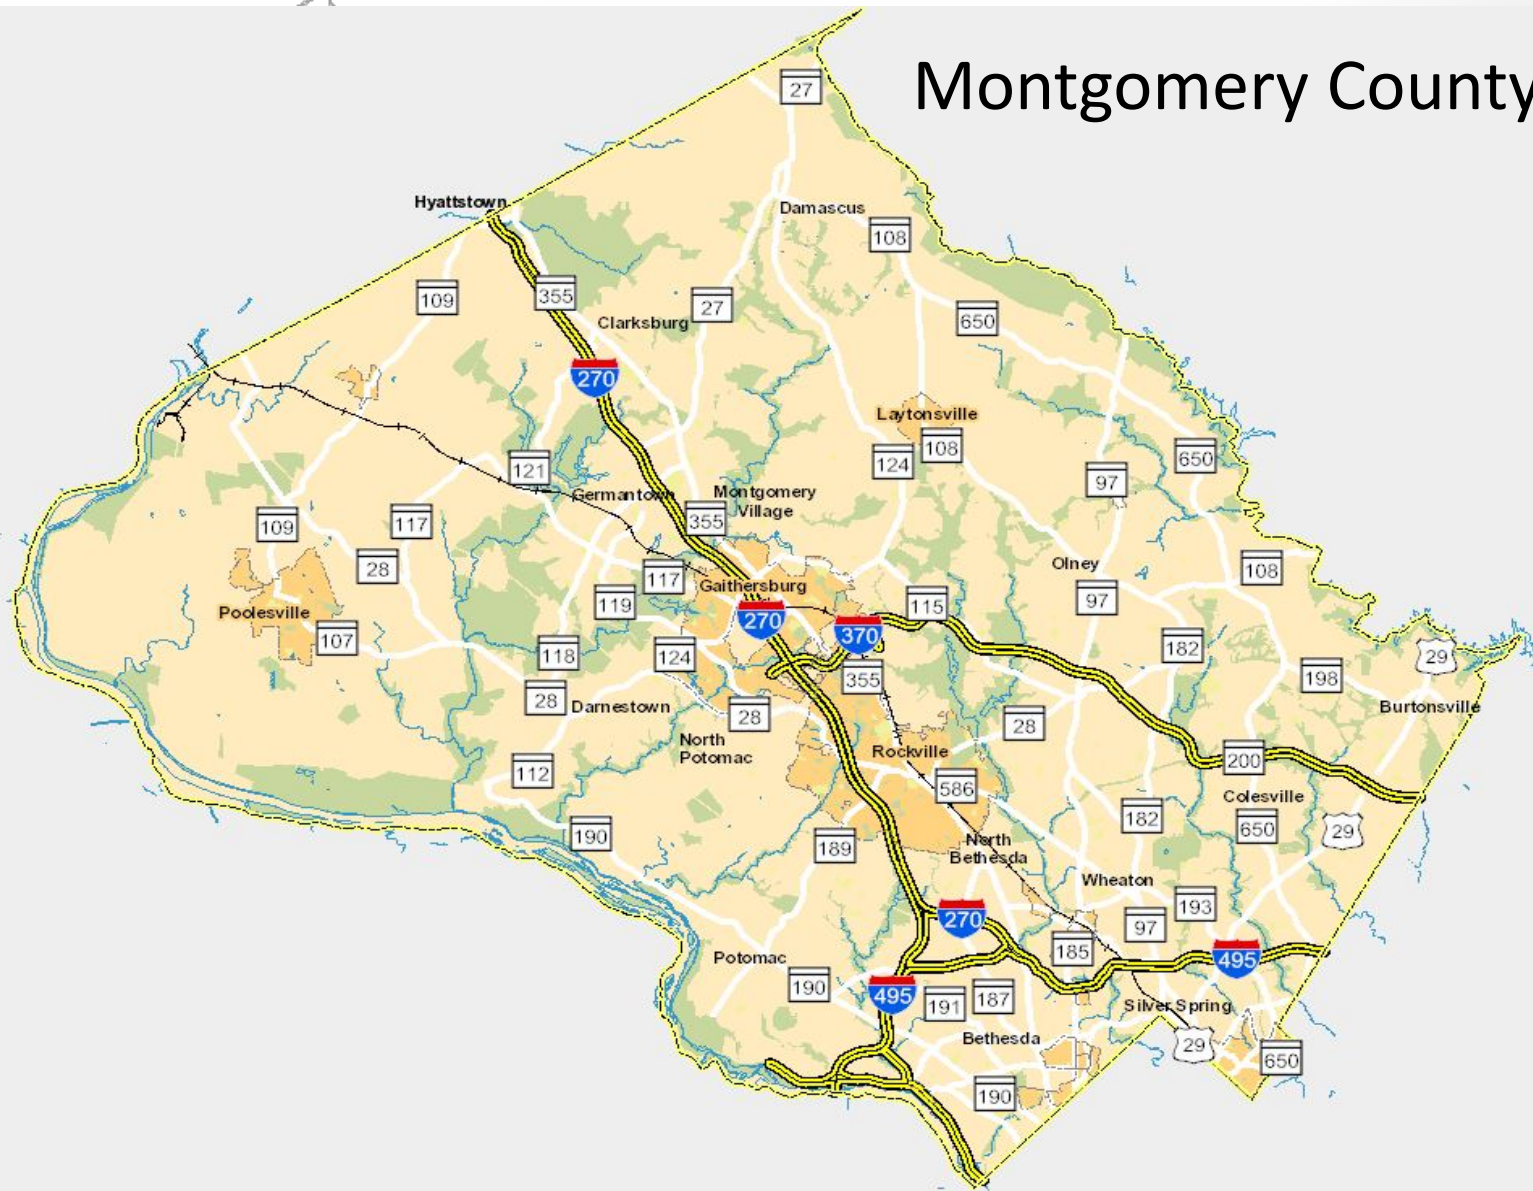 Montgomery County
27
Hyattstown
Damascus
108
109
355
27
Clarksburg
650
270
Laytonsville
108
124
121
650
97
Germantown
Montgomery
Village
355
109
117
28
Olney
108
117
Gaithersburg
119
97
115
Poolesville
270
370
107
118
124
182
29
355
198
28
Darnestown
28
28
Burtonsville
North
Potomac
Rockville
112
586
200
Colesville
182
650
29
190
189
North
Bethesda
Wheaton
193
270
97
185
Potomac
495
190
495
191
187
Silver Spring
Bethesda
29
650
190